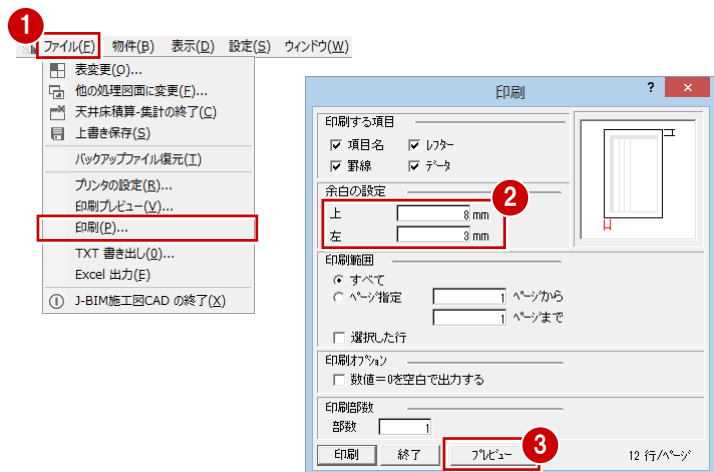 1
ファイル(F) 物件(B) 表示(D) 設定(S) ウィンドウ(W)
表変更(O)...
他の処理図面に変更(F)...
天井床積算-集計の終了(C)
上書き保存(S)
バックアップファイル復元(T)
プリンタの設定(R)...
印刷プレビュー(V)...
印刷(P)...
TXT 書き出し(0)...
Excel 出力(E)
J-BIM施工図CAD の終了(X)
印刷 ? ×
印刷する項目
項目名 レフター
罫線 データ
余白の設定 2
上 8 mm
左 3 mm
印刷範囲
すべて
ページ指定 1 ページから
1 ページまで
選択した行
印刷オプション
数値=0を空白で出力する
印刷部数
部数 1
3
印刷 終了 プレビュー 12 行/ページ